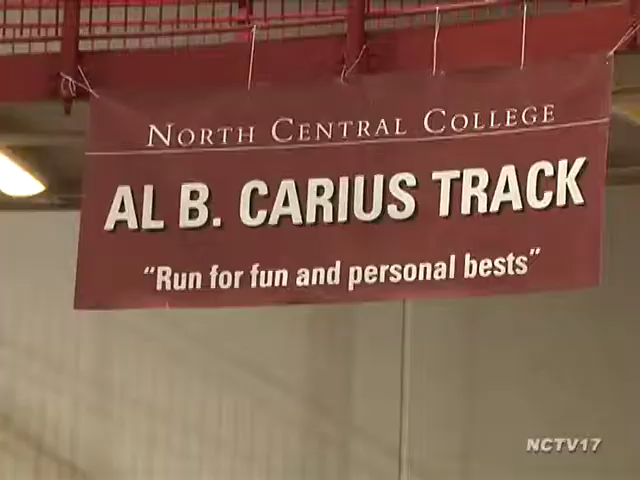 NORTH CENTRAL COLLEGE
AL B. CARIUS TRACK
“Run for fun and personal bests”
NCTV17